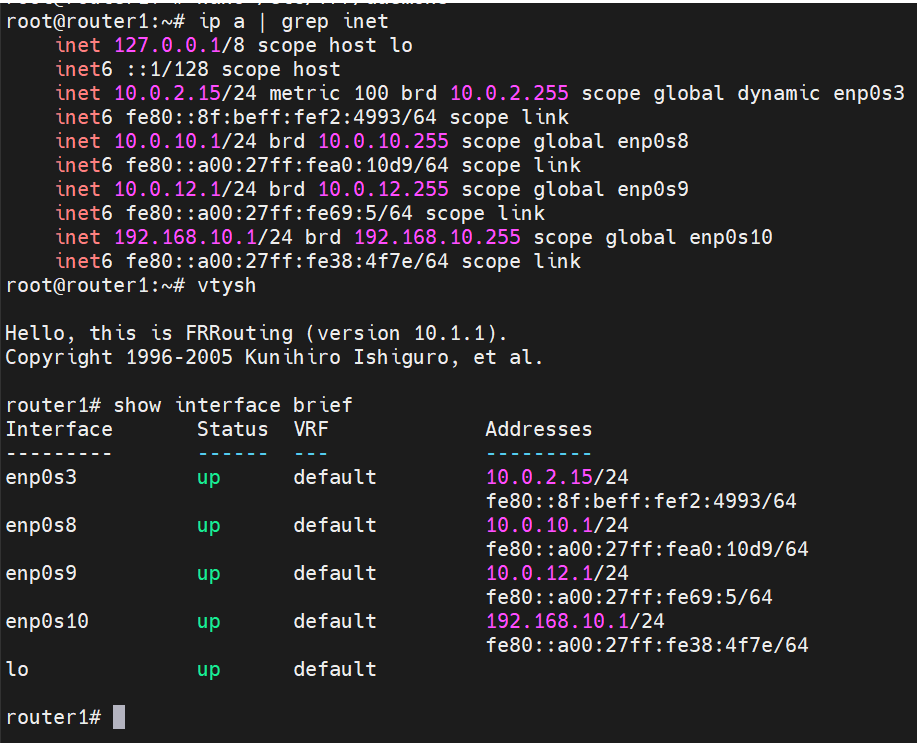 root@router1:~# ip a | grep inet
    inet 127.0.0.1/8 scope host lo
    inet6 ::1/128 scope host
    inet 10.0.2.15/24 metric 100 brd 10.0.2.255 scope global dynamic enp0s3
    inet6 fe80::8f:beff:fef2:4993/64 scope link
    inet 10.0.10.1/24 brd 10.0.10.255 scope global enp0s8
    inet6 fe80::a00:27ff:fea0:10d9/64 scope link
    inet 10.0.12.1/24 brd 10.0.12.255 scope global enp0s9
    inet6 fe80::a00:27ff:fe69:5/64 scope link
    inet 192.168.10.1/24 brd 192.168.10.255 scope global enp0s10
    inet6 fe80::a00:27ff:fe38:4f7e/64 scope link
root@router1:~# vtysh

Hello, this is FRRouting (version 10.1.1).
Copyright 1996-2005 Kunihiro Ishiguro, et al.

router1# show interface brief
Interface       Status  VRF             Addresses
---------       ------  ---             ---------
enp0s3          up      default         10.0.2.15/24
                                        fe80::8f:beff:fef2:4993/64
enp0s8          up      default         10.0.10.1/24
                                        fe80::a00:27ff:fea0:10d9/64
enp0s9          up      default         10.0.12.1/24
                                        fe80::a00:27ff:fe69:5/64
enp0s10         up      default         192.168.10.1/24
                                        fe80::a00:27ff:fe38:4f7e/64
lo              up      default

router1#